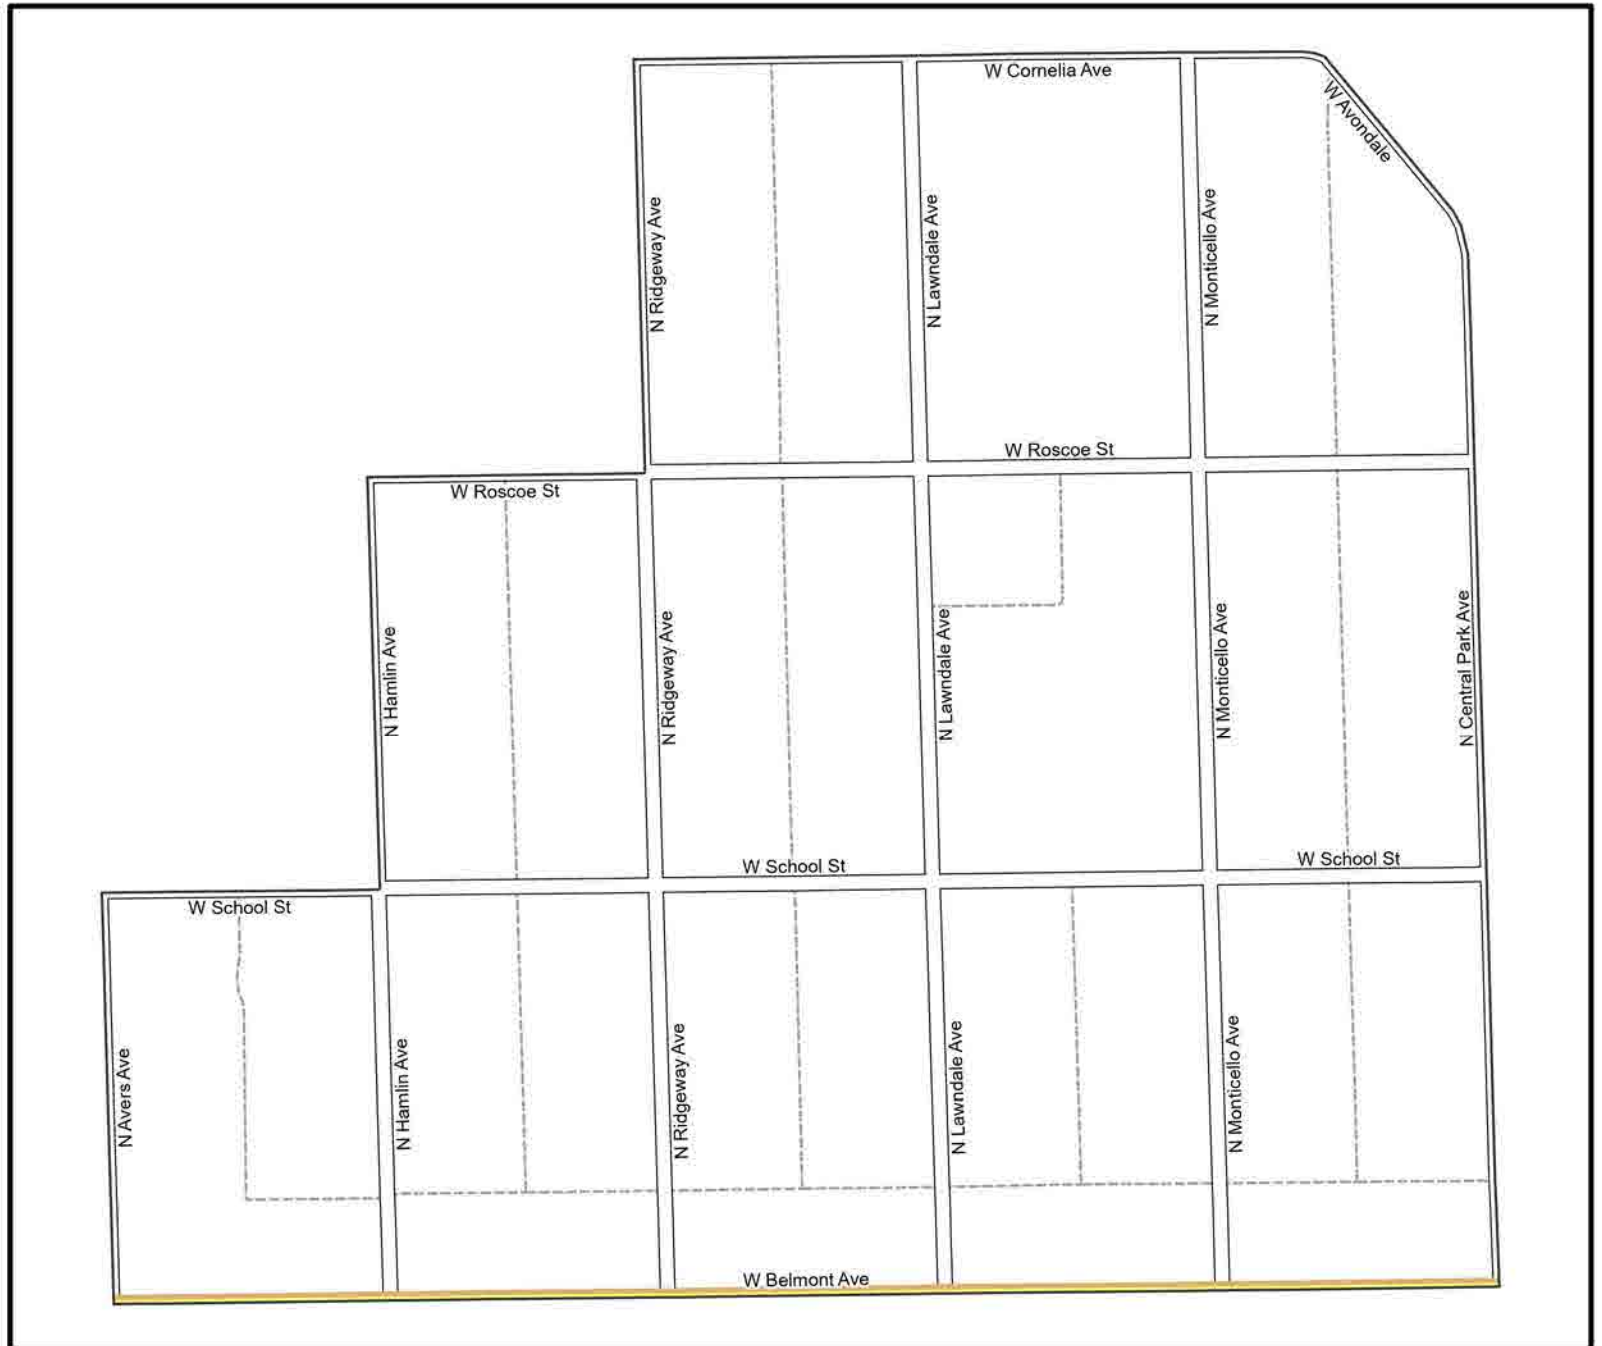 W Cornelia Ave
W Avondale
N Ridgeway Ave
N Lawndale Ave
N Monticello Ave
W Roscoe St
W Roscoe St
N Hamlin Ave
N Ridgeway Ave
N Lawndale Ave
N Monticello Ave
N Central Park Ave
W School St
W School St
W School St
N Avers Ave
N Hamlin Ave
N Ridgeway Ave
N Lawndale Ave
N Monticello Ave
W Belmont Ave